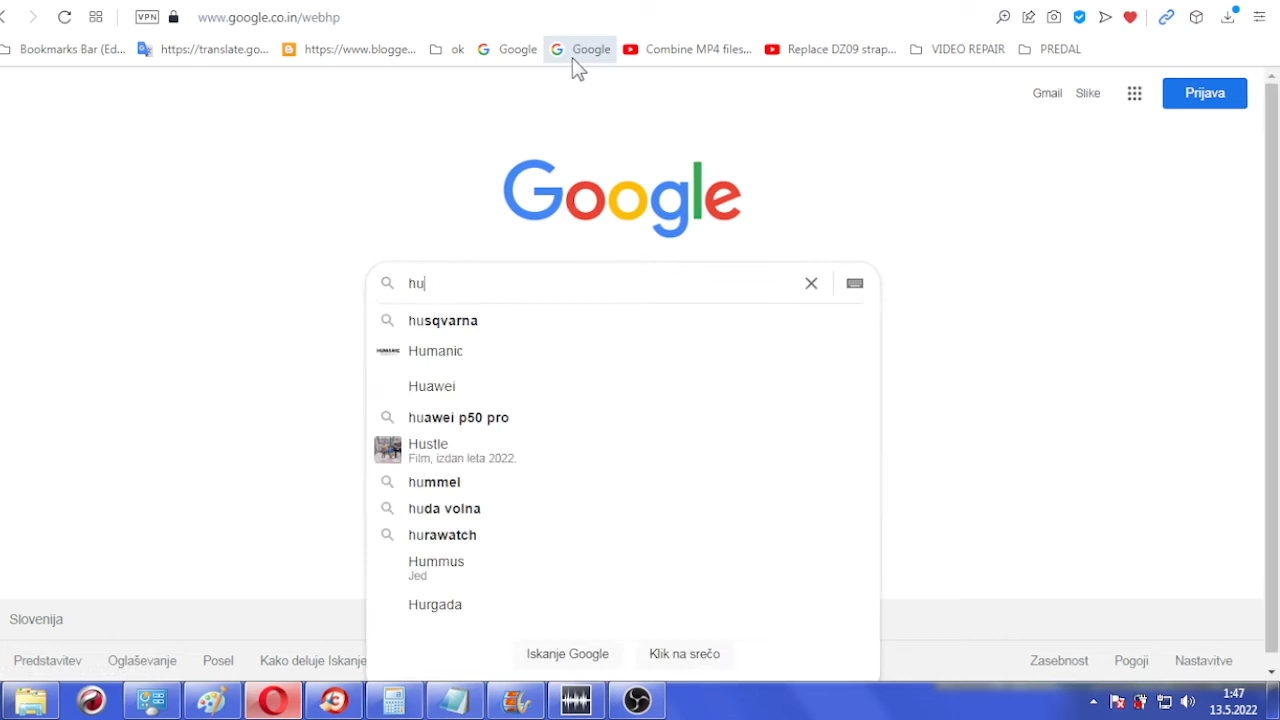 VPN www.google.co.in/webhp
Bookmarks Bar (Ed... https://translate.go... https://www.blogge... ok Google Google Combine MP4 files... Replace DZ09 strap... VIDEO REPAIR PREDAL
Gmail Slike Prijava
Google
hu
husqvarna
HUMANIC Humanic
Huawei
huawei p50 pro
Hustle
Film, izdan leta 2022.
hummel
huda volna
hurawatch
Hummus
Jed
Hurgada
Iskanje Google Klik na srečo
Slovenija
Predstavitev Oglaševanje Posel Kako deluje Iskanje Zasebnost Pogoji Nastavitve
1:47
13.5.2022